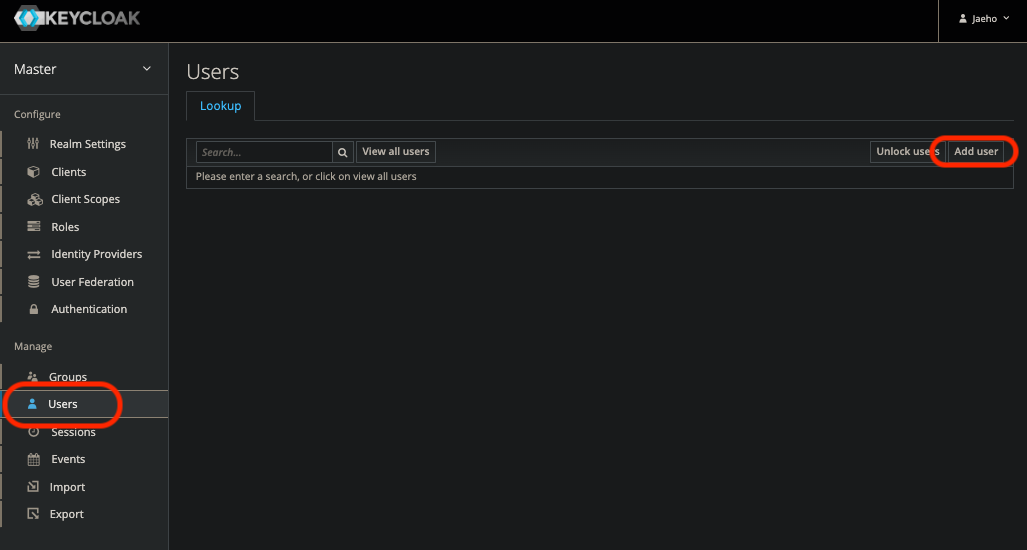 KEYCLOAK
Jaeho
Master
Configure
Realm Settings
Clients
Client Scopes
Roles
Identity Providers
User Federation
Authentication
Manage
Groups
Users
Sessions
Events
Import
Export
Users
Lookup
Search...
View all users
Unlock users
Add user
Please enter a search, or click on view all users